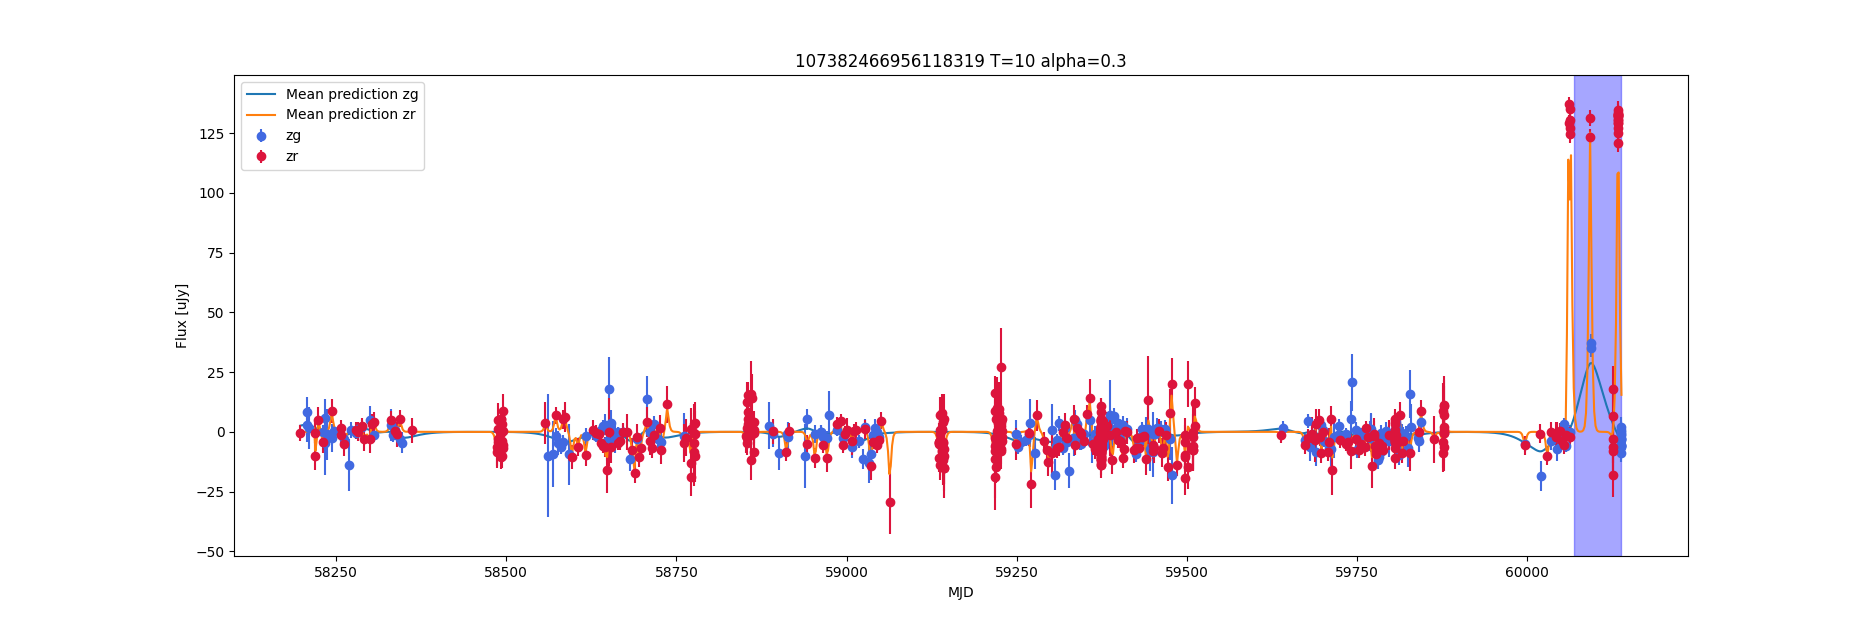 107382466956118319 T=10 alpha=0.3
Mean prediction zg
Mean prediction zr
zg
zr
Flux [uJy]
125
100
75
50
25
0
−25
−50
58250 58500 58750 59000 59250 59500 59750 60000
MJD